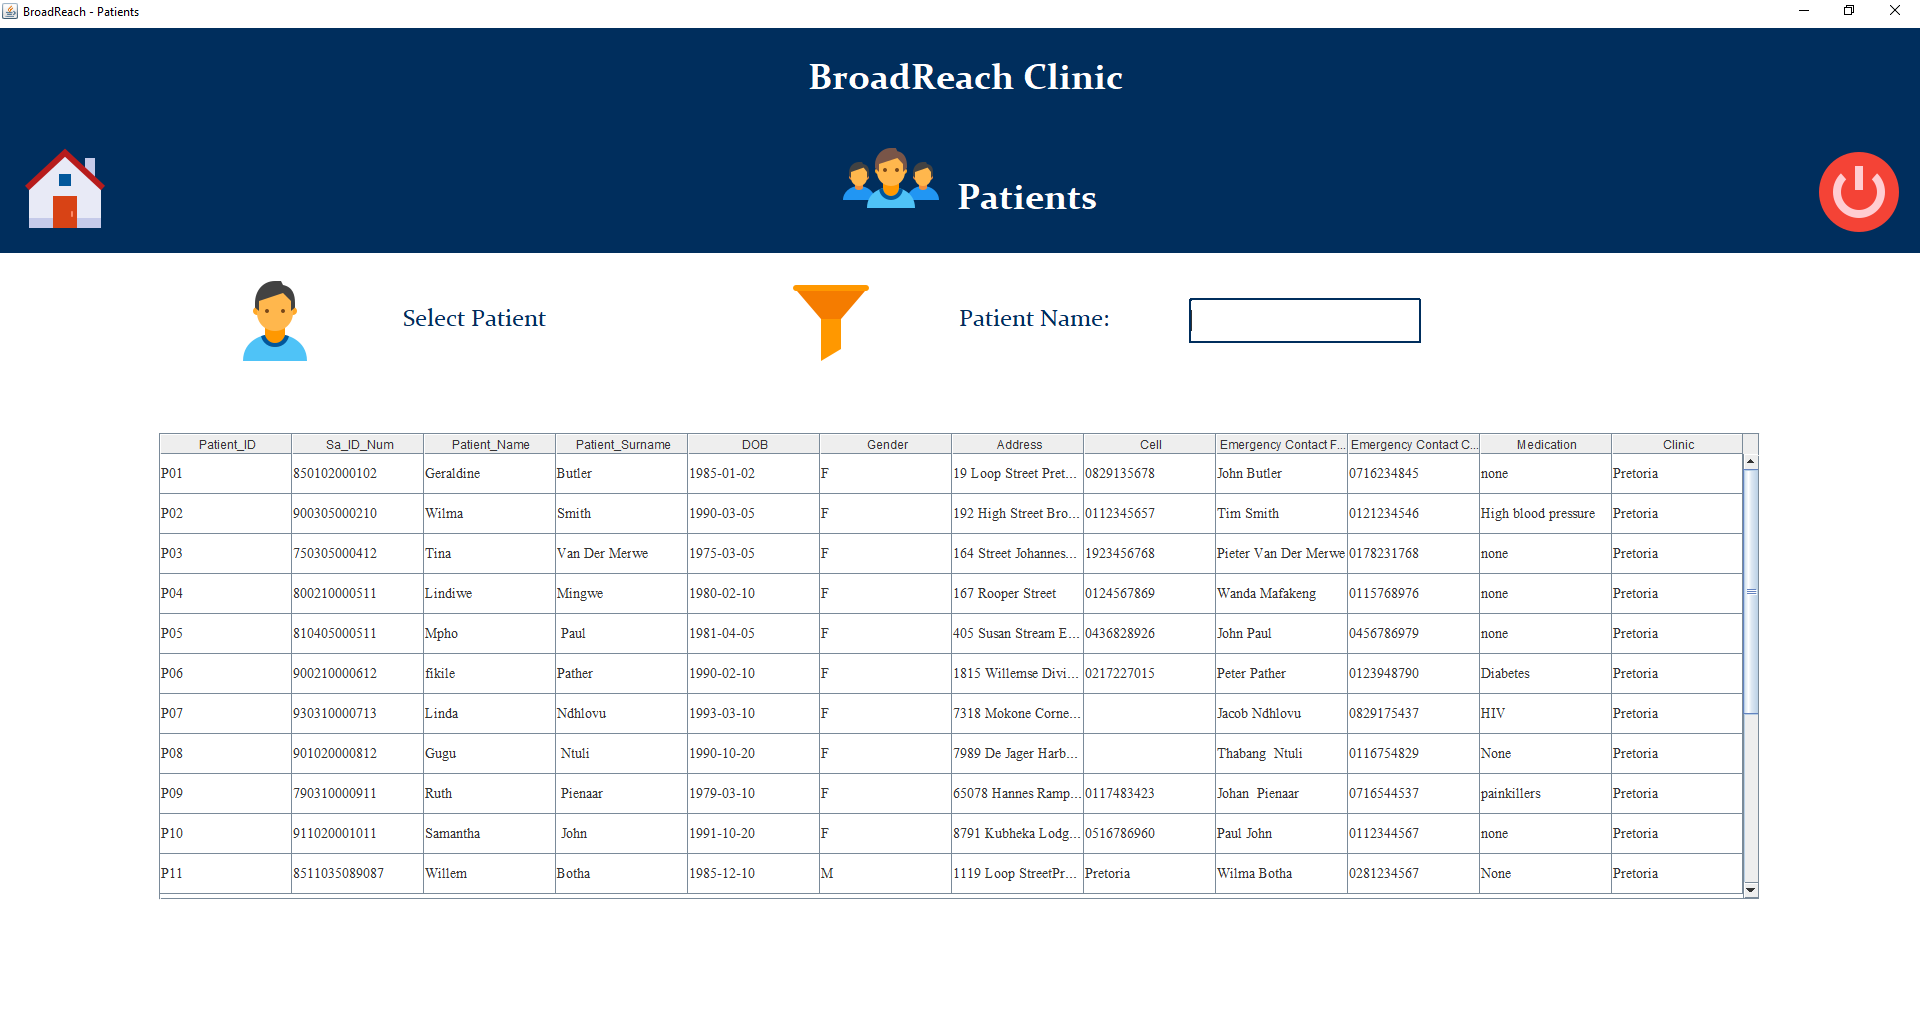 BroadReach - Patients
BroadReach Clinic
Patients
Select Patient
Patient Name:
Patient_ID Sa_ID_Num Patient_Name Patient_Surname DOB Gender Address Cell Emergency Contact F... Emergency Contact C... Medication Clinic
P01 850102000102 Geraldine Butler 1985-01-02 F 19 Loop Street Pret... 0829135678 John Butler 0716234845 none Pretoria
P02 900305000210 Wilma Smith 1990-03-05 F 192 High Street Bro... 0112345657 Tim Smith 0121234546 High blood pressure Pretoria
P03 750305000412 Tina Van Der Merwe 1975-03-05 F 164 Street Johannes... 1923456768 Pieter Van Der Merwe 0178231768 none Pretoria
P04 800210000511 Lindiwe Mingwe 1980-02-10 F 167 Rooper Street 0124567869 Wanda Mafakeng 0115768976 none Pretoria
P05 810405000511 Mpho Paul 1981-04-05 F 405 Susan Stream E... 0436828926 John Paul 0456786979 none Pretoria
P06 900210000612 fikile Pather 1990-02-10 F 1815 Willemse Divi... 0217227015 Peter Pather 0123948790 Diabetes Pretoria
P07 930310000713 Linda Ndhlovu 1993-03-10 F 7318 Mokone Corne... Jacob Ndhlovu 0829175437 HIV Pretoria
P08 901020000812 Gugu Ntuli 1990-10-20 F 7989 De Jager Harb... Thabang Ntuli 0116754829 None Pretoria
P09 790310000911 Ruth Pienaar 1979-03-10 F 65078 Hannes Ramp... 0117483423 Johan Pienaar 0716544537 painkillers Pretoria
P10 911020001011 Samantha John 1991-10-20 F 8791 Kubheka Lodg... 0516786960 Paul John 0112344567 none Pretoria
P11 8511035089087 Willem Botha 1985-12-10 M 1119 Loop StreetPr... Pretoria Wilma Botha 0281234567 None Pretoria